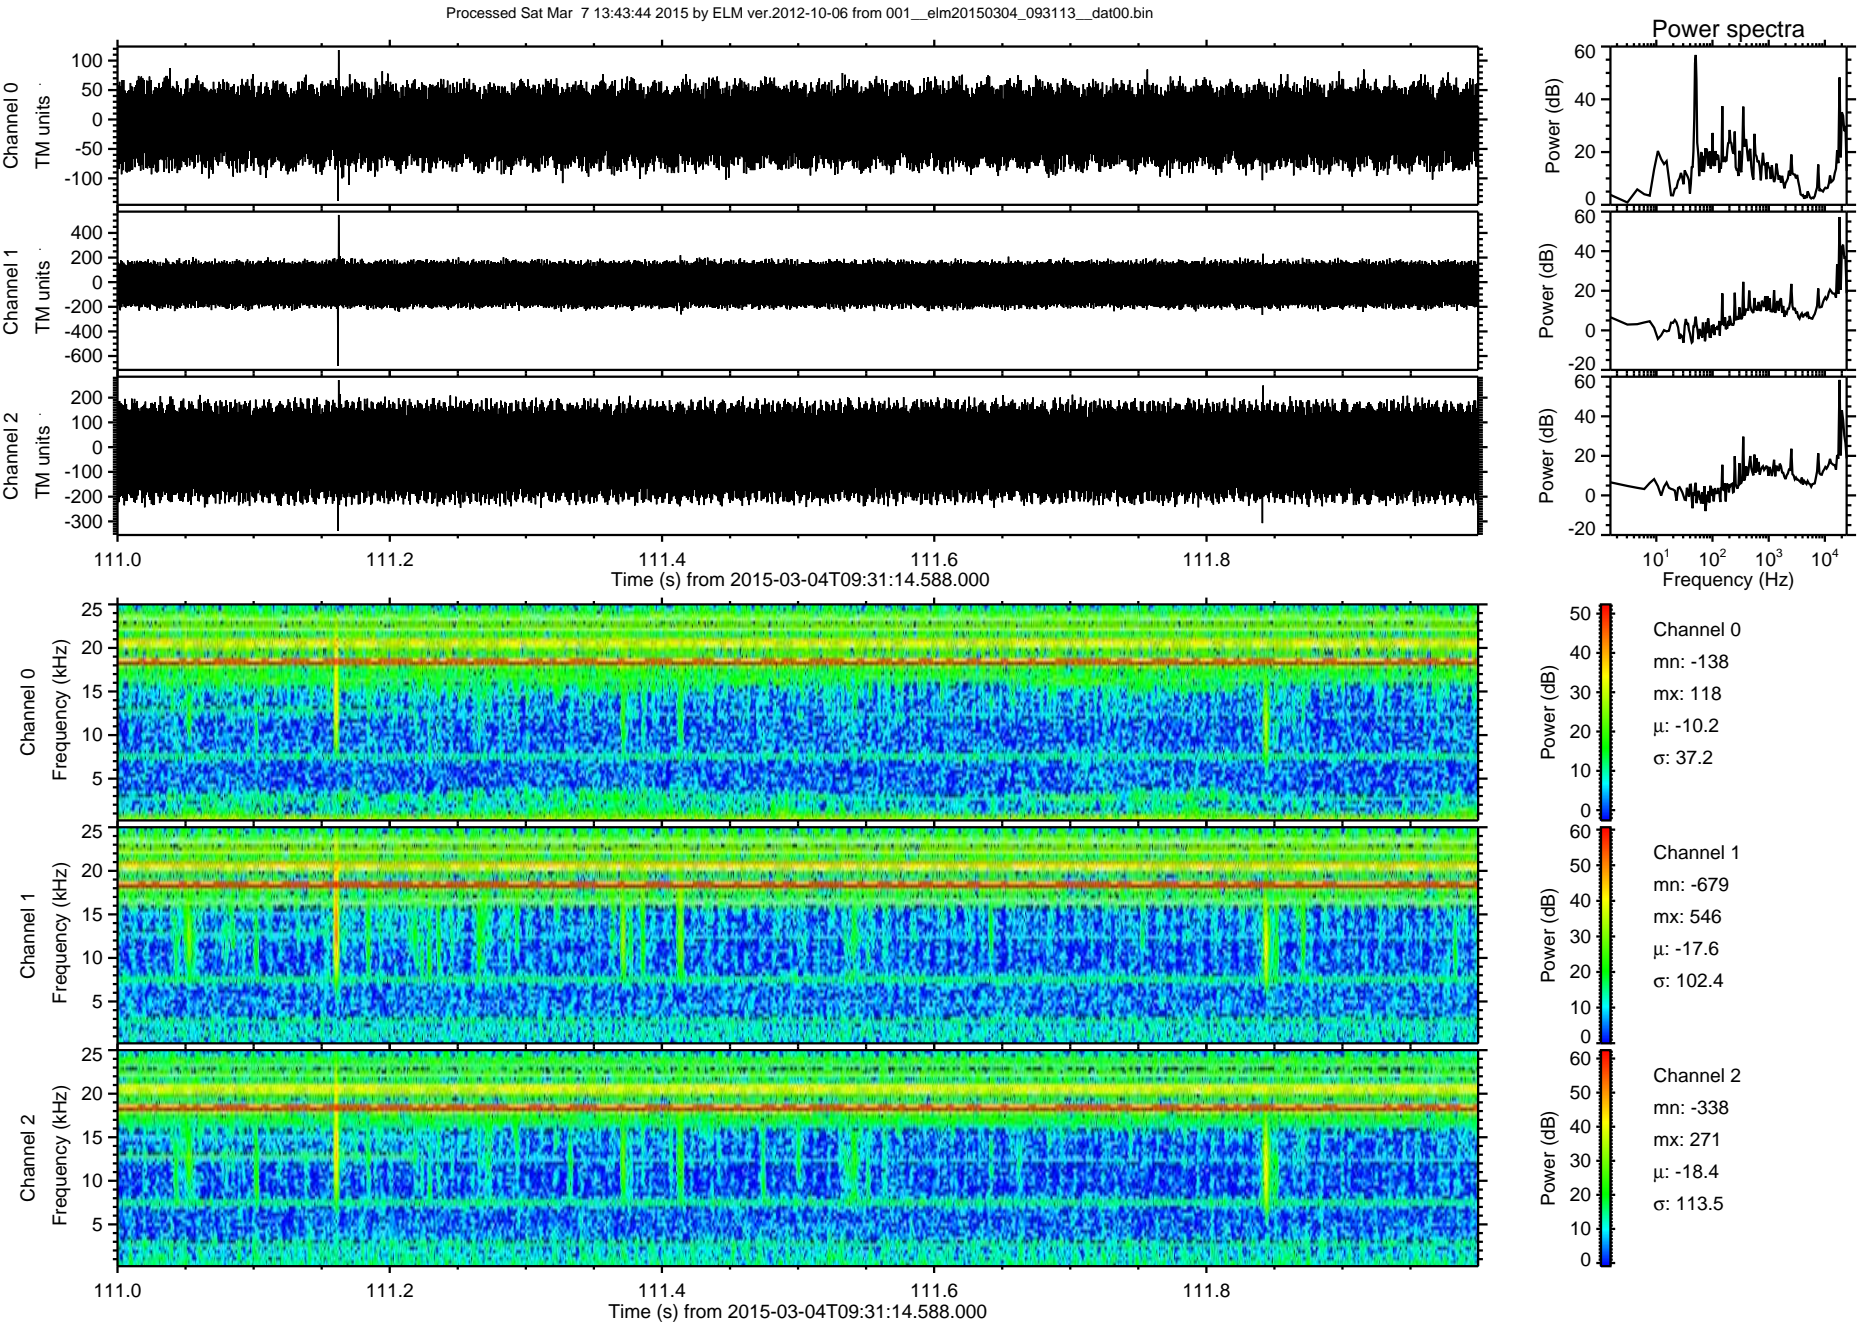 Processed Sat Mar 7 13:43:44 2015 by ELM ver.2012-10-06 from 001__elm20150304_093113__dat00.bin
Power spectra
Channel 0
TM units
100
50
0
-50
-100
Power (dB)
60
40
20
0
Channel 1
TM units
400
200
0
-200
-400
-600
Power (dB)
60
40
20
0
-20
Channel 2
TM units
200
100
0
-100
-200
-300
Power (dB)
60
40
20
0
-20
111.0 111.2 111.4 111.6 111.8
Time (s) from 2015-03-04T09:31:14.588.000
10^1 10^2 10^3 10^4
Frequency (Hz)
Channel 0
Frequency (kHz)
25
20
15
10
5
Power (dB)
50
40
30
20
10
0
Channel 0
mn: -138
mx: 118
μ: -10.2
σ: 37.2
Channel 1
Frequency (kHz)
25
20
15
10
5
Power (dB)
60
50
40
30
20
10
0
Channel 1
mn: -679
mx: 546
μ: -17.6
σ: 102.4
Channel 2
Frequency (kHz)
25
20
15
10
5
Power (dB)
60
50
40
30
20
10
0
Channel 2
mn: -338
mx: 271
μ: -18.4
σ: 113.5
111.0 111.2 111.4 111.6 111.8
Time (s) from 2015-03-04T09:31:14.588.000